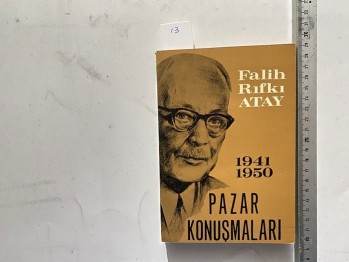 13
Falih
Rıfkı
ATAY
1941
1950
PAZAR
KONUŞMALARI